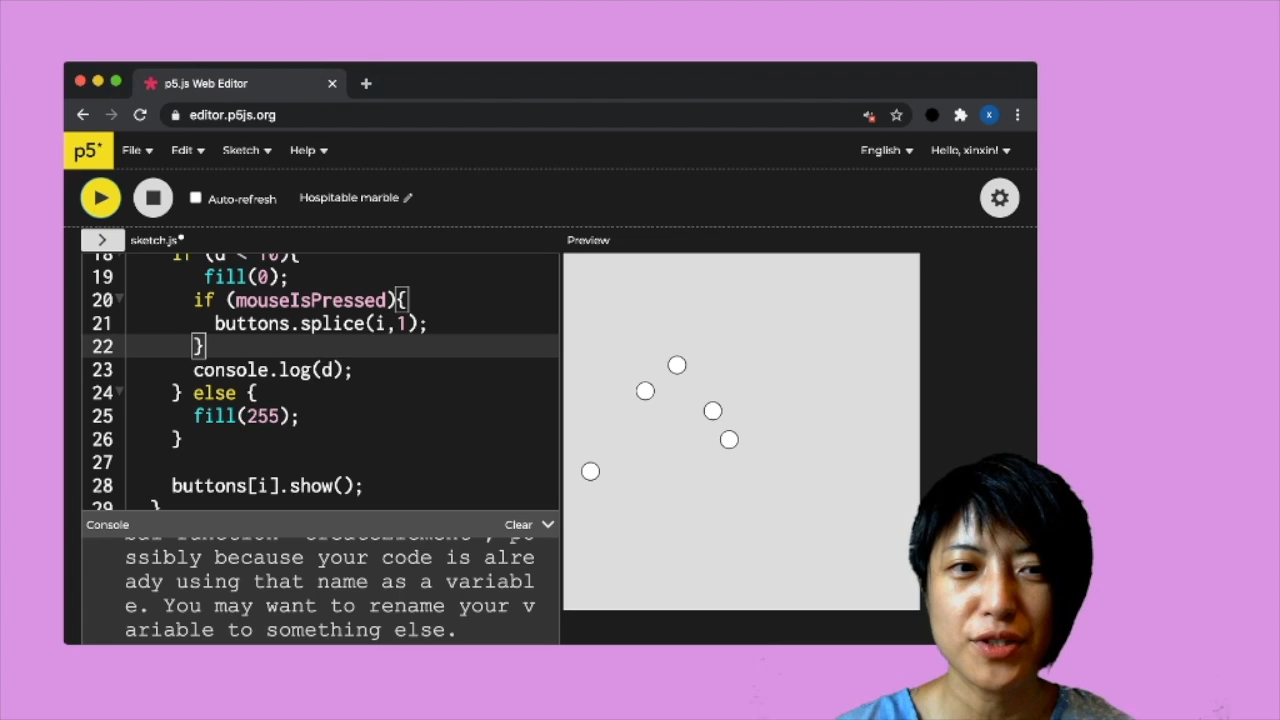 p5.js Web Editor
editor.p5js.org
x
p5*
File
Edit
Sketch
Help
English
Hello, xinxin!
Auto-refresh
Hospitable marble
sketch.js
Preview
18 if (d < 10){
19 fill(0);
20 if (mouseIsPressed){
21 buttons.splice(i,1);
22 }
23 console.log(d);
24 } else {
25 fill(255);
26 }
27
28 buttons[i].show();
29 }
Console
Clear
ssibly because your code is alre
ady using that name as a variabl
e. You may want to rename your v
ariable to something else.